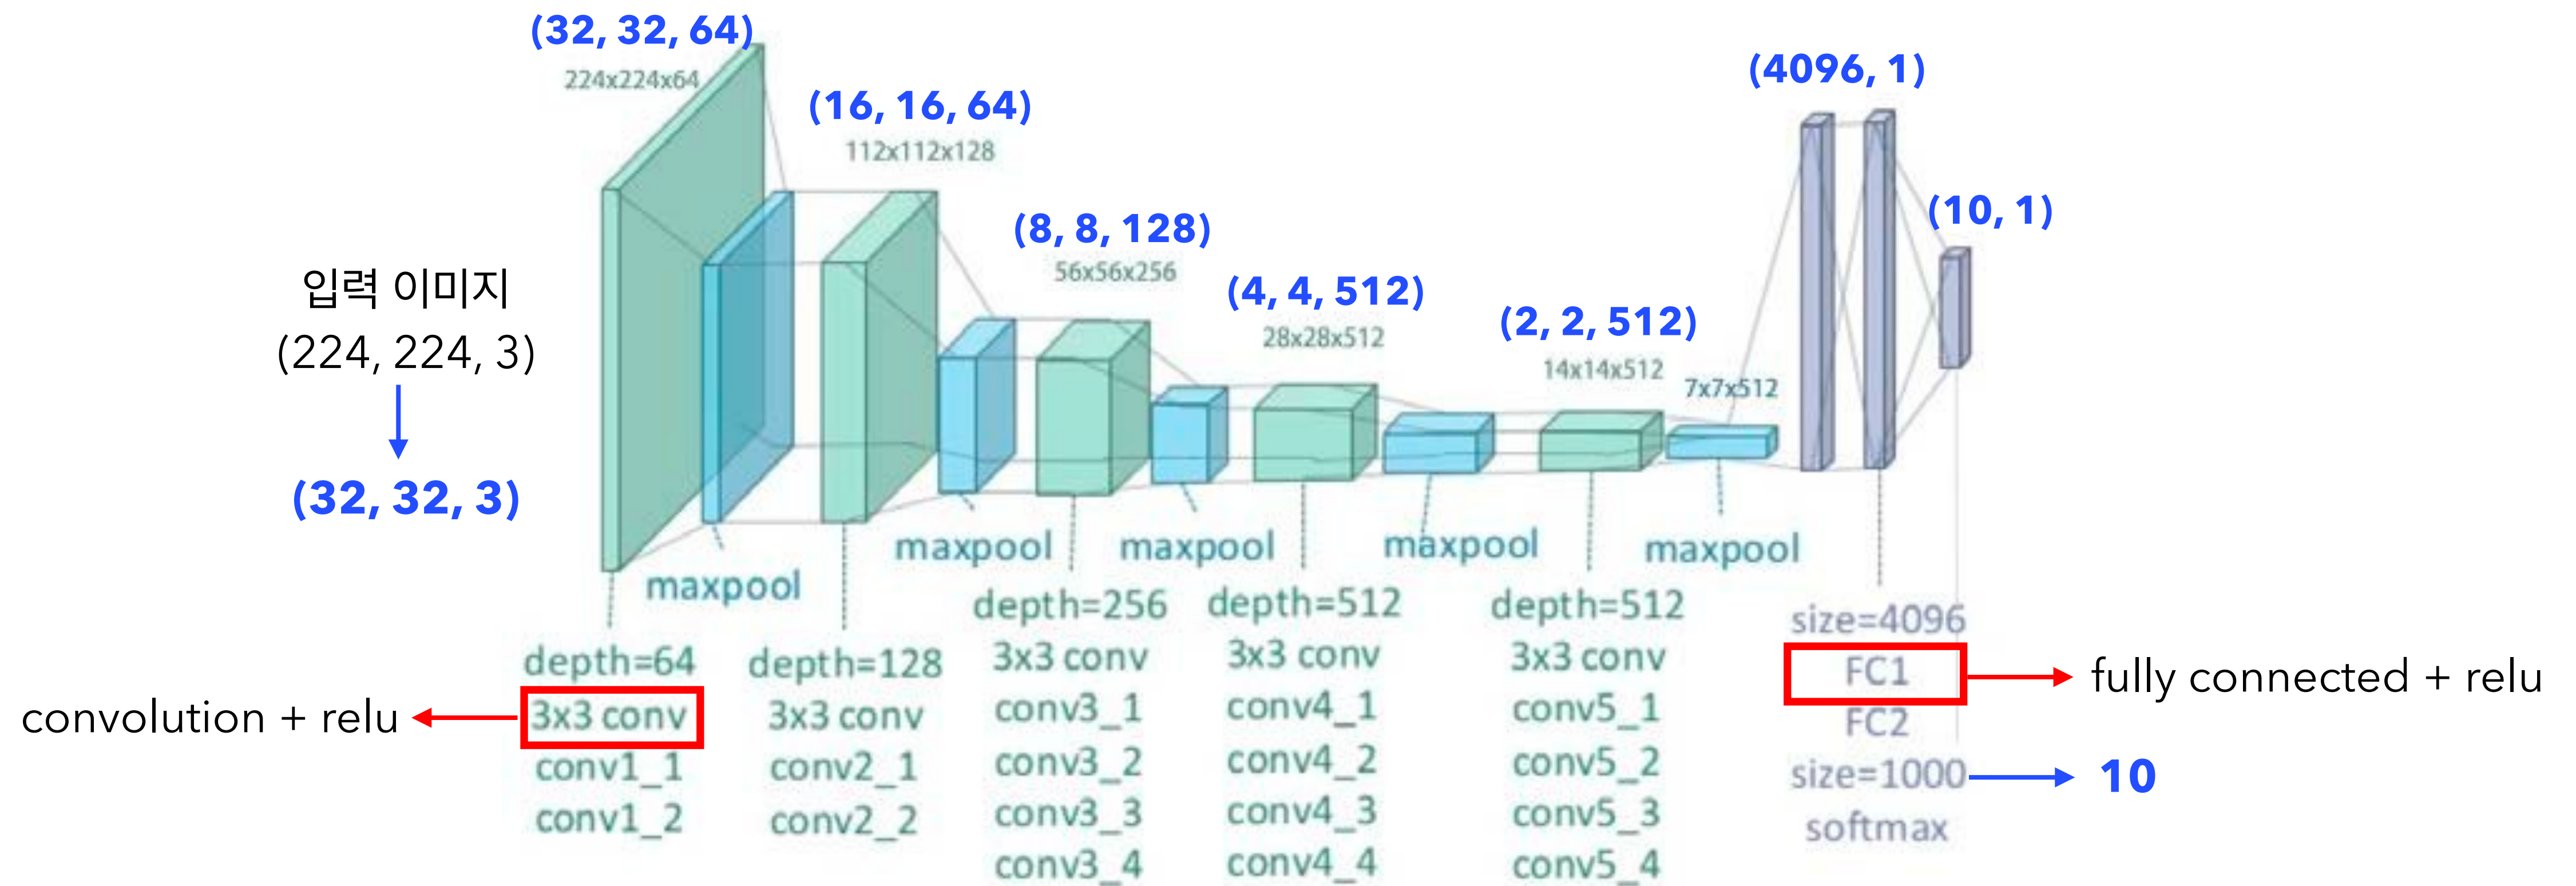 (32, 32, 64)
224x224x64
(16, 16, 64)
112x112x128
(8, 8, 128)
56x56x256
(4, 4, 512)
28x28x512
(2, 2, 512)
14x14x512
7x7x512
(4096, 1)
(10, 1)
입력 이미지
(224, 224, 3)
(32, 32, 3)
maxpool
maxpool
maxpool
maxpool
maxpool
convolution + relu
depth=64
3x3 conv
conv1_1
conv1_2
depth=128
3x3 conv
conv2_1
conv2_2
depth=256
3x3 conv
conv3_1
conv3_2
conv3_3
conv3_4
depth=512
3x3 conv
conv4_1
conv4_2
conv4_3
conv4_4
depth=512
3x3 conv
conv5_1
conv5_2
conv5_3
conv5_4
size=4096
FC1
fully connected + relu
FC2
size=1000
10
softmax